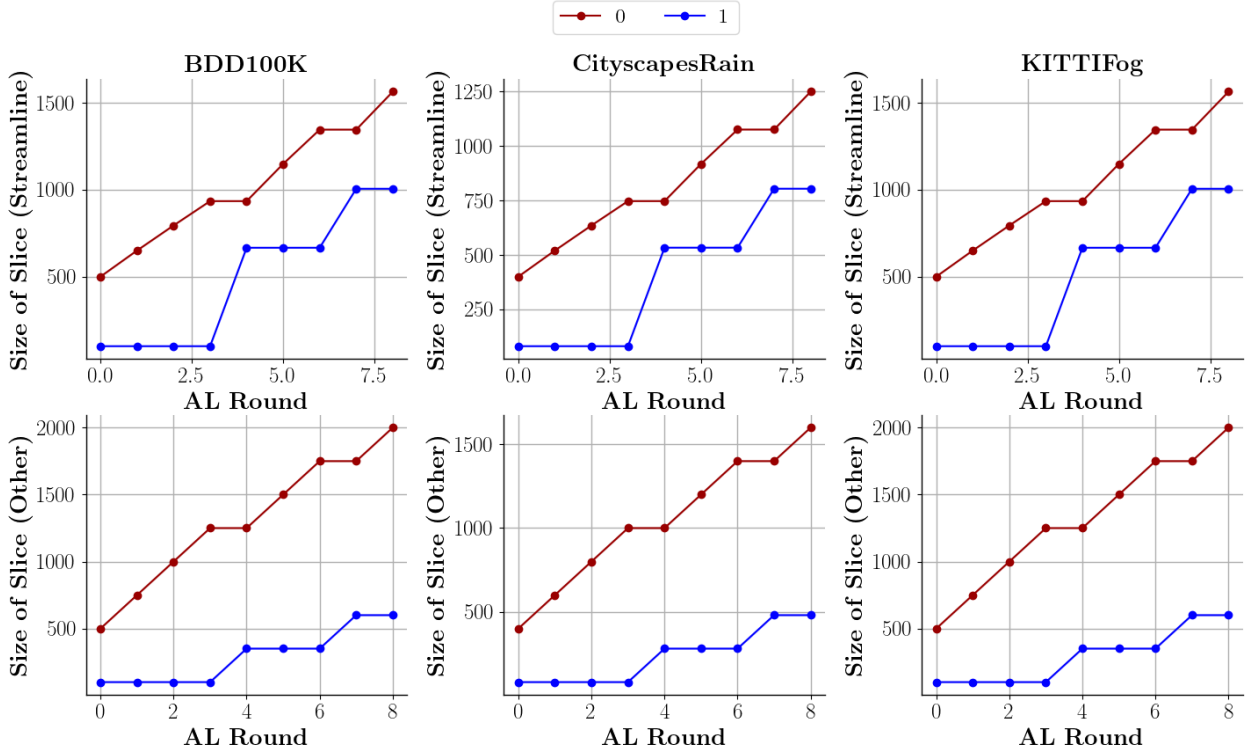 0 1
BDD100K CityscapesRain KITTIFog
Size of Slice (Streamline)
1500
1000
500
0.0 2.5 5.0 7.5
AL Round
Size of Slice (Streamline)
1250
1000
750
500
250
0.0 2.5 5.0 7.5
AL Round
Size of Slice (Streamline)
1500
1000
500
0.0 2.5 5.0 7.5
AL Round
Size of Slice (Other)
2000
1500
1000
500
0 2 4 6 8
AL Round
Size of Slice (Other)
1500
1000
500
0 2 4 6 8
AL Round
Size of Slice (Other)
2000
1500
1000
500
0 2 4 6 8
AL Round